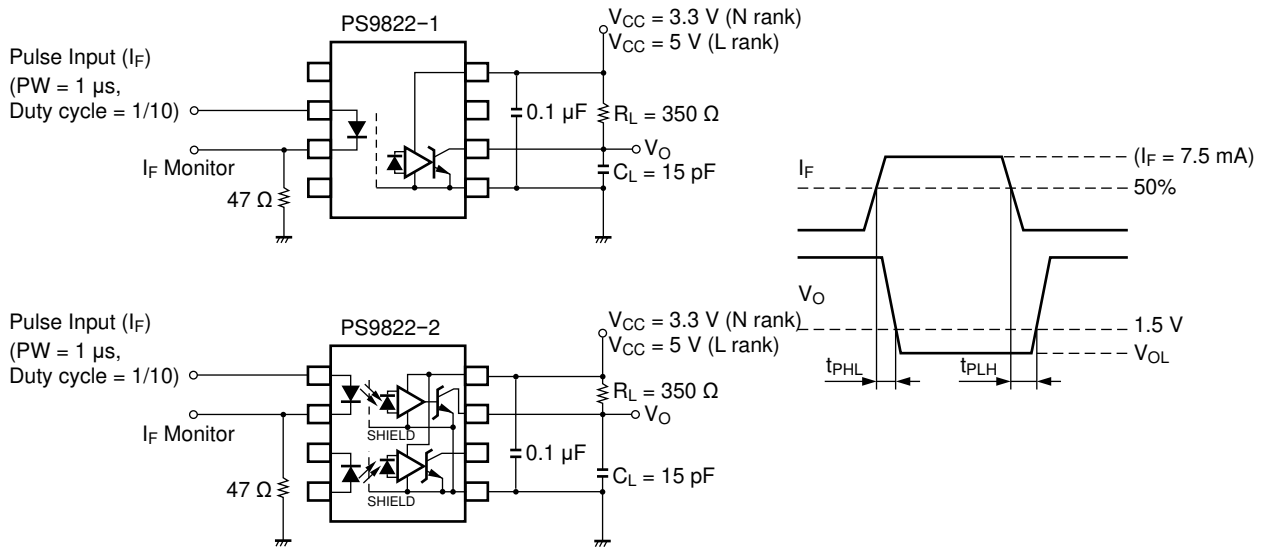 PS9822−1
VCC = 3.3 V (N rank)
VCC = 5 V (L rank)
Pulse Input (IF)
(PW = 1 μs,
Duty cycle = 1/10)
IF Monitor
47 Ω
0.1 μF
RL = 350 Ω
VO
CL = 15 pF
PS9822−2
VCC = 3.3 V (N rank)
VCC = 5 V (L rank)
Pulse Input (IF)
(PW = 1 μs,
Duty cycle = 1/10)
IF Monitor
47 Ω
SHIELD
SHIELD
0.1 μF
RL = 350 Ω
VO
CL = 15 pF
IF
(IF = 7.5 mA)
50%
VO
1.5 V
VOL
tPHL
tPLH